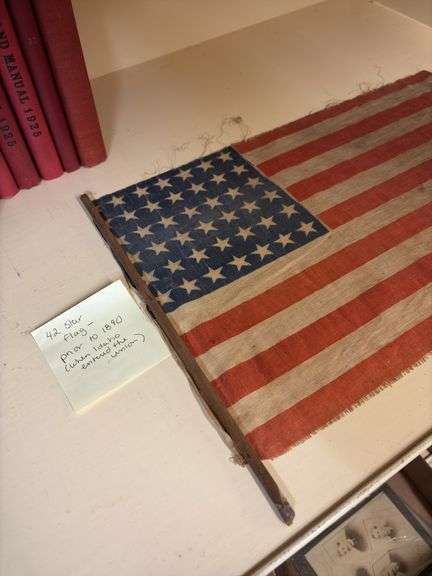 ND MANUAL 1925
1925
42 Star
Flag —
prior to 1890
(when Idaho
entered the
union)